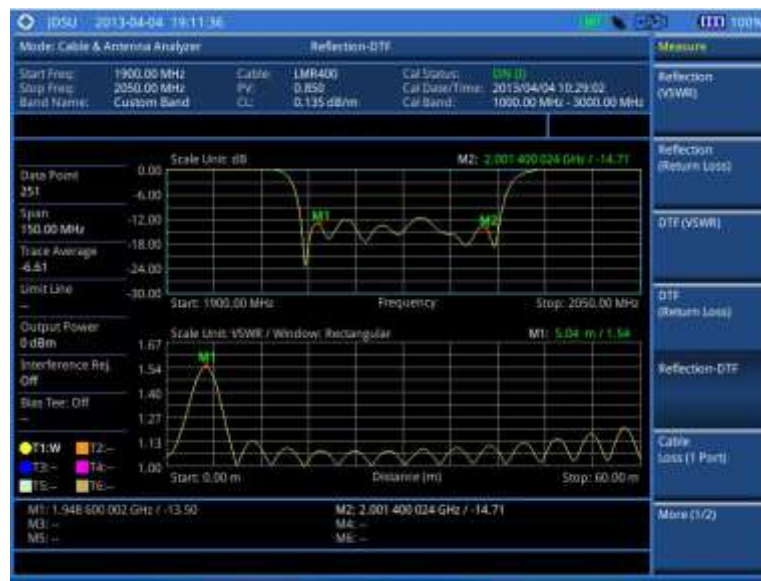 JDSU 2013-04-04 19:11:36 100%
Mode: Cable & Antenna Analyzer Reflection-DTF Measure
Start Freq: 1900.00 MHz Cable: LMR400 Cal Status: ON (I)
Stop Freq: 2050.00 MHz PV: 0.850 Cal Date/Time: 2013/04/04 10:29:02
Band Name: Custom Band CL: 0.135 dB/m Cal Band: 1000.00 MHz - 3000.00 MHz
Reflection
(VSWR)
Reflection
(Return Loss)
DTF (VSWR)
DTF
(Return Loss)
Reflection-DTF
Cable
Loss (1 Port)
More (1/2)
Data Point
251
Span
150.00 MHz
Trace Average
-6.61
Limit Line
--
Output Power
0 dBm
Interference Rej.
Off
Bias Tee: Off
--
T1:W T2:--
T3:-- T4:--
T5:-- T6:--
Scale Unit: dB M2: 2.001 400 024 GHz / -14.71
0.00
-6.00
-12.00
-18.00
-24.00
-30.00
M1 M2
Start: 1900.00 MHz Frequency Stop: 2050.00 MHz
Scale Unit: VSWR / Window: Rectangular M1: 5.04 m / 1.54
1.67
1.54
1.40
1.27
1.13
1.00
M1
Start: 0.00 m Distance (m) Stop: 60.00 m
M1: 1.948 600 002 GHz / -13.50 M2: 2.001 400 024 GHz / -14.71
M3: -- M4: --
M5: -- M6: --